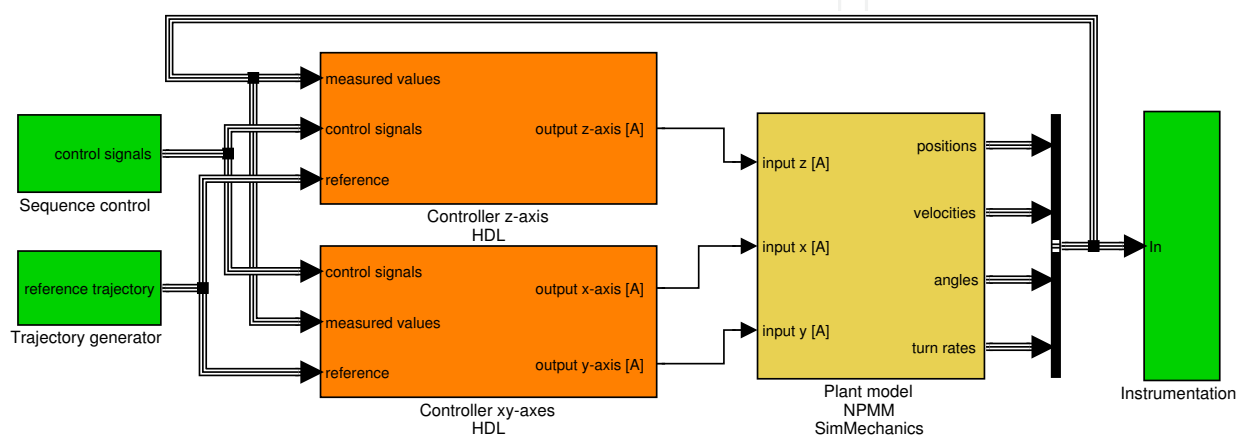 control signals
Sequence control
reference trajectory
Trajectory generator
measured values
control signals
reference
output z-axis [A]
Controller z-axis
HDL
control signals
measured values
reference
output x-axis [A]
output y-axis [A]
Controller xy-axes
HDL
input z [A]
input x [A]
input y [A]
positions
velocities
angles
turn rates
Plant model
NPMM
SimMechanics
In
Instrumentation